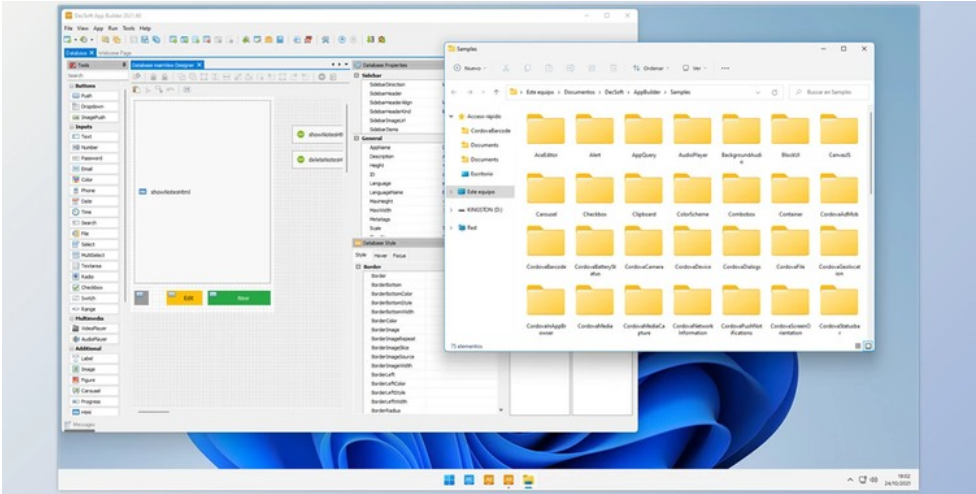 DecSoft App Builder 2021.60
File View App Run Tools Help
Database X Welcome Page
Tools
Search
Buttons
Push
Dropdown
ImagePush
Inputs
Text
Number
Password
Email
Color
Phone
Date
Time
Search
File
Select
MultiSelect
Textarea
Radio
Checkbox
Switch
Range
Multimedia
VideoPlayer
AudioPlayer
Additional
Label
Image
Figure
Carousel
Progress
Html
Messages
Database mainView Designer X
showNotesHtml
Edit
New
Database Properties
Sidebar
SidebarDirection
SidebarHeader
SidebarHeaderAlign
SidebarHeaderKind
SidebarImageUrl
SidebarItems
General
AppName
Description
Height
ID
Language
LanguageName
MaxHeight
MaxWidth
Metatags
Scale
Database Style
Style Hover Focus
Border
Border
BorderBottom
BorderBottomColor
BorderBottomStyle
BorderBottomWidth
BorderColor
BorderImage
BorderImageRepeat
BorderImageSlice
BorderImageSource
BorderImageWidth
BorderLeft
BorderLeftColor
BorderLeftStyle
BorderLeftWidth
BorderRadius
Samples
Nuevo
Ordenar
Ver
Este equipo > Documentos > DecSoft > AppBuilder > Samples
Buscar en Samples
Acceso rápido
CordovaBarcode
Documents
Documents
Escritorio
Este equipo
KINGSTON (D:)
Red
AceEditor Alert AppQuery AudioPlayer BackgroundAudio BlockUI CanvasJS
Carousel Checkbox Clipboard ColorScheme Combobox Container CordovaAdMob
CordovaBarcode CordovaBatteryStatus CordovaCamera CordovaDevice CordovaDialogs CordovaFile CordovaGeolocation
CordovaInAppBrowser CordovaMedia CordovaMediaCapture CordovaNetworkInformation CordovaPushNotifications CordovaScreenOrientation CordovaStatusbar
75 elementos
24/10/2021